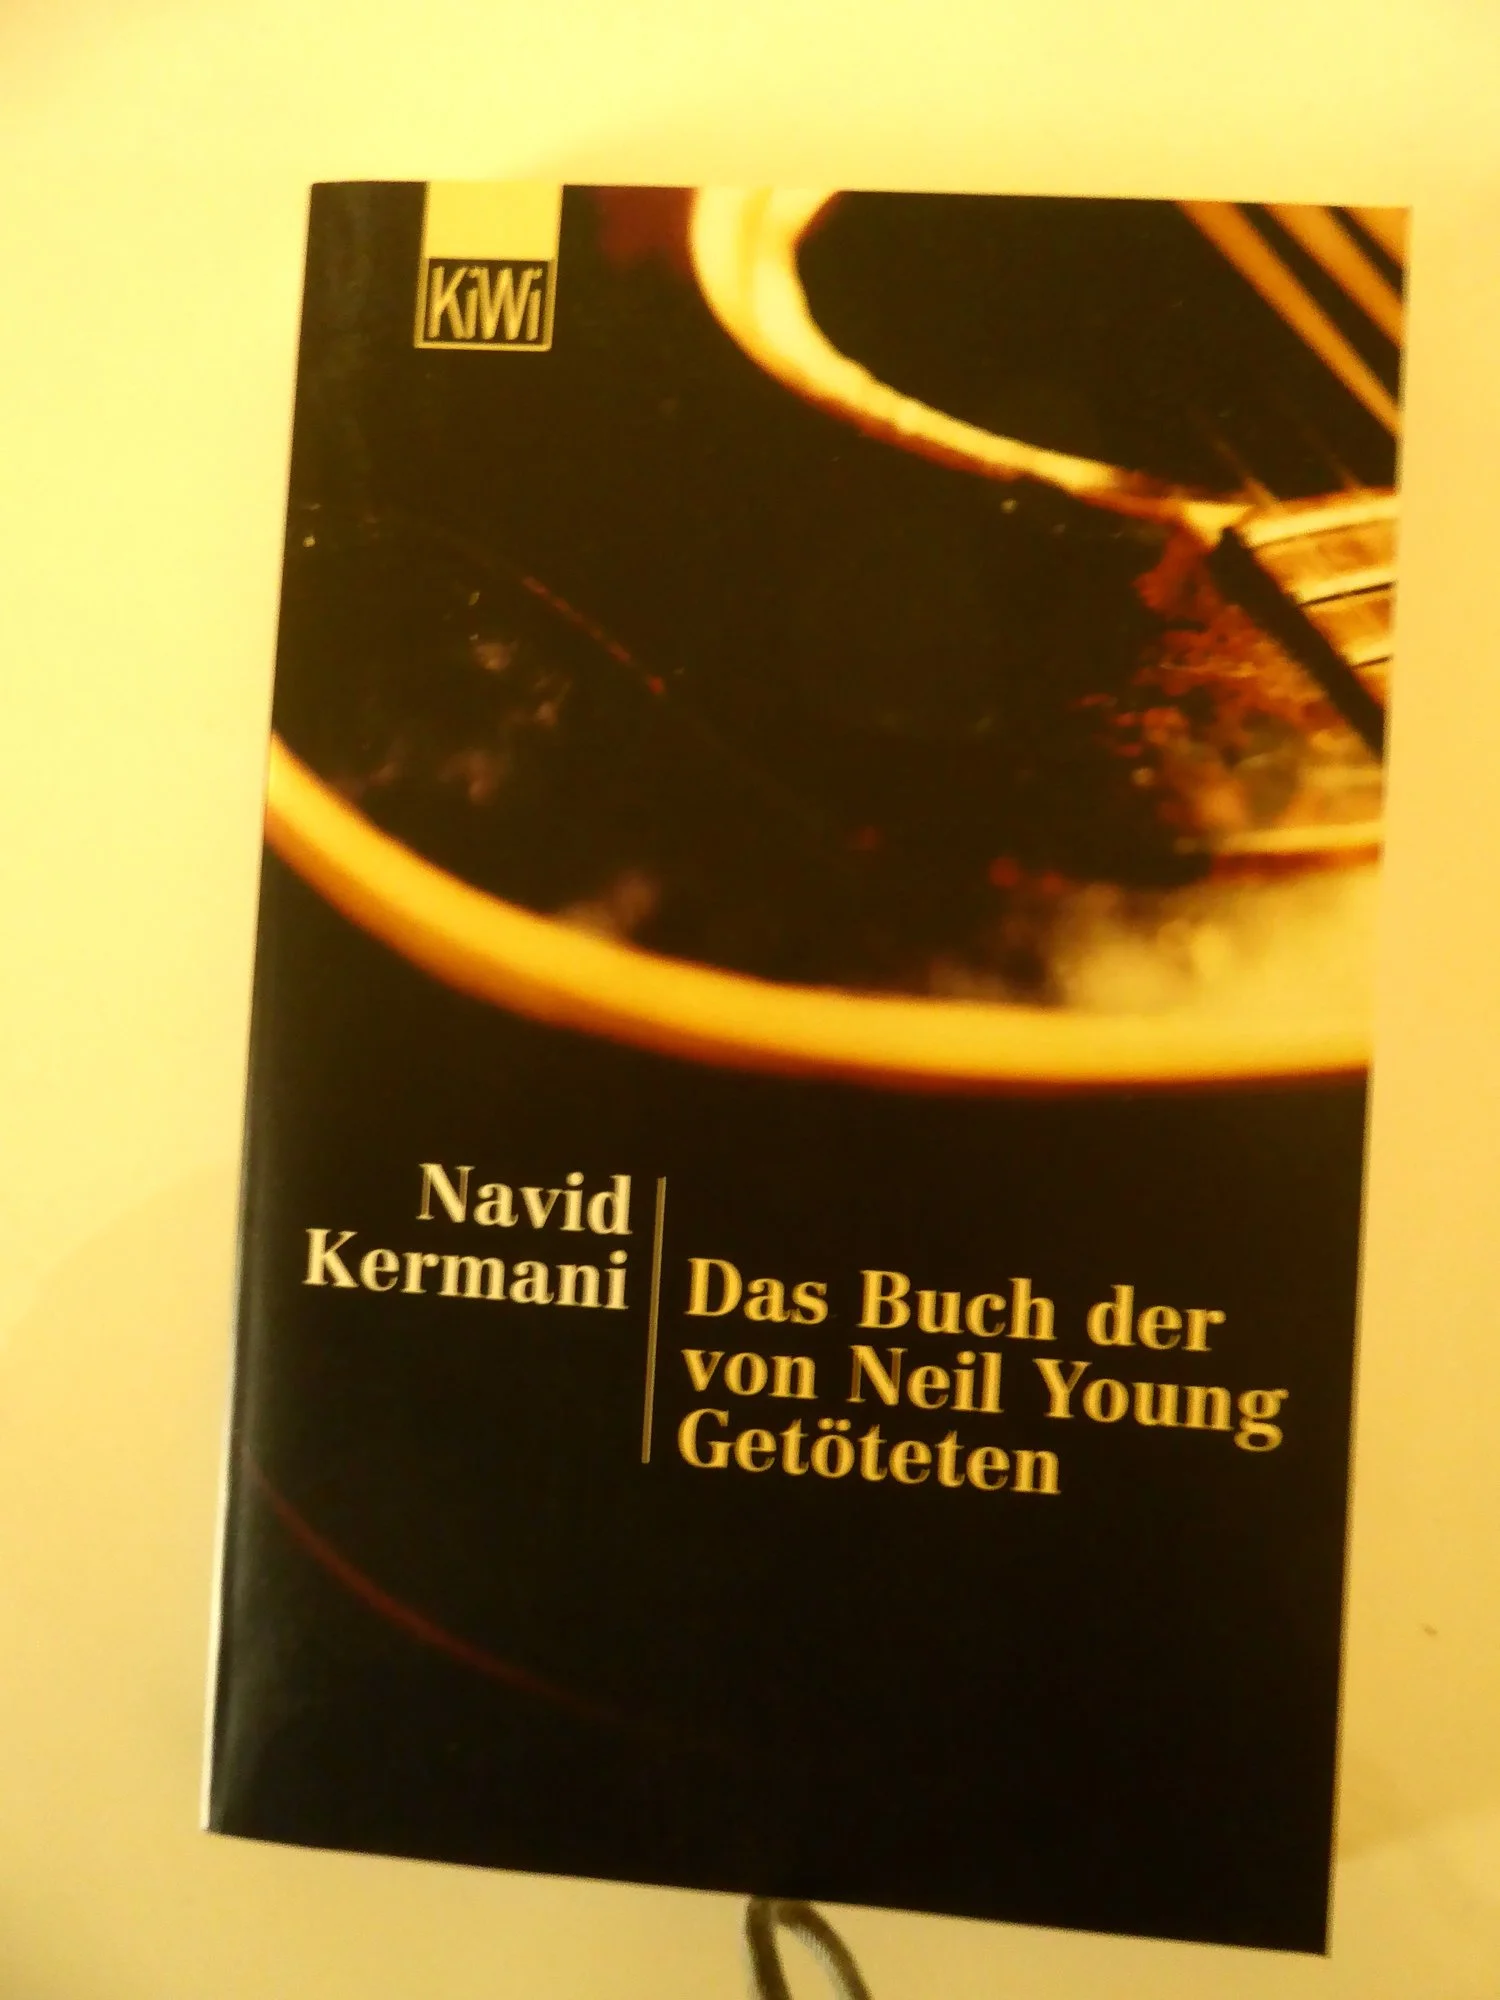 KiWi
Navid
Kermani
Das Buch der
von Neil Young
Getöteten